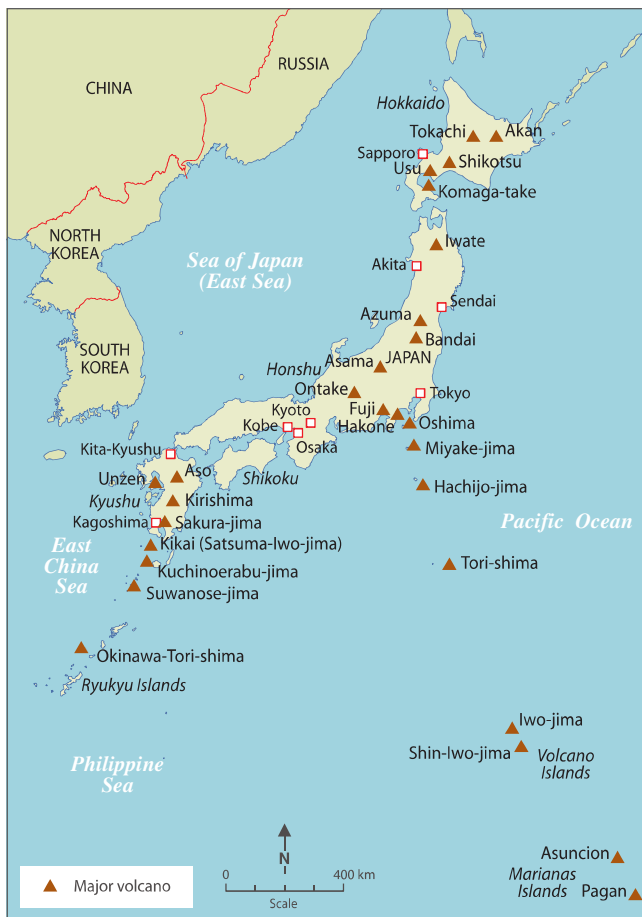 RUSSIA
CHINA
Hokkaido
Tokachi
Akan
Sapporo
Shikotsu
Usu
Komaga-take
NORTH
KOREA
Iwate
Sea of Japan
(East Sea)
Akita
Sendai
Azuma
Bandai
SOUTH
KOREA
Honshu
Asama
JAPAN
Ontake
Tokyo
Kyoto
Fuji
Kobe
Hakone
Oshima
Osaka
Kita-Kyushu
Miyake-jima
Unzen
Aso
Shikoku
Hachijo-jima
Kyushu
Kirishima
Kagoshima
Sakura-jima
Pacific Ocean
East
China
Sea
Kikai (Satsuma-Iwo-jima)
Tori-shima
Kuchinoerabu-jima
Suwanose-jima
Okinawa-Tori-shima
Ryukyu Islands
Iwo-jima
Shin-Iwo-jima
Volcano
Islands
Philippine
Sea
N
Asuncion
Marianas
Islands
Pagan
Major volcano
0
400 km
Scale